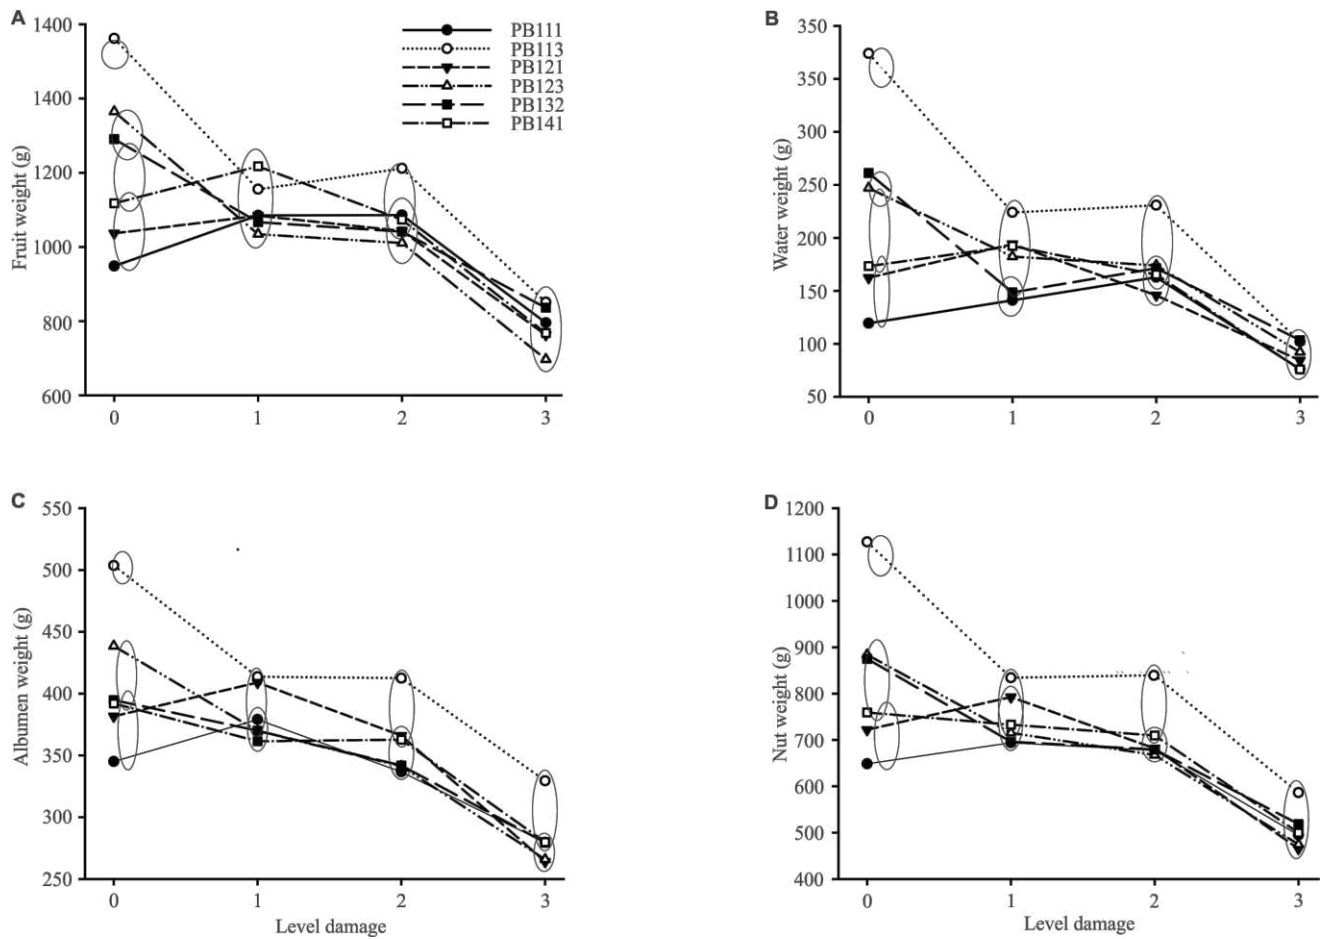 A
1400
1400
1200
1000
800
600
Fruit weight (g)
0
1
2
3
PB111
PB113
PB121
PB123
PB132
PB141
B
350
350
350
250
200
150
100
50
Water weight (g)
0
1
2
3
C
550
500
450
400
350
300
250
Albumen weight (g)
0
1
2
3
Level damage
D
1200
1100
1000
900
800
700
600
500
400
Nut weight (g)
0
1
2
3
Level damage